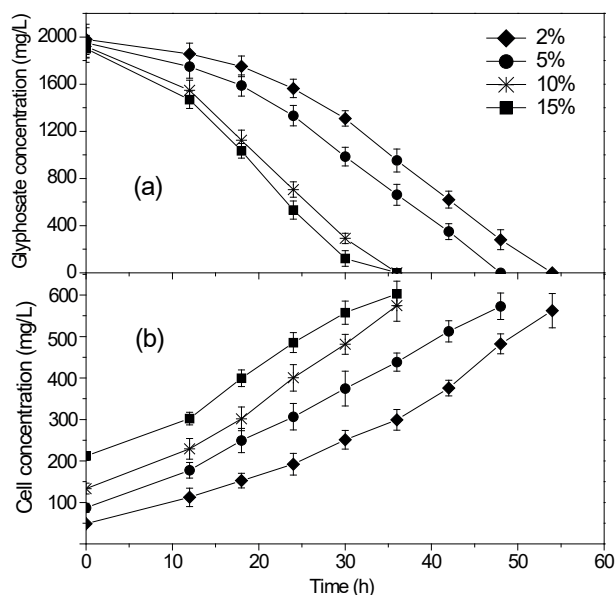 2000
1600
1200
800
400
0
Glyphosate concentration (mg/L)
2%
5%
10%
15%
(a)
600
500
400
300
200
100
Cell concentration (mg/L)
(b)
0 10 20 30 40 50 60
Time (h)